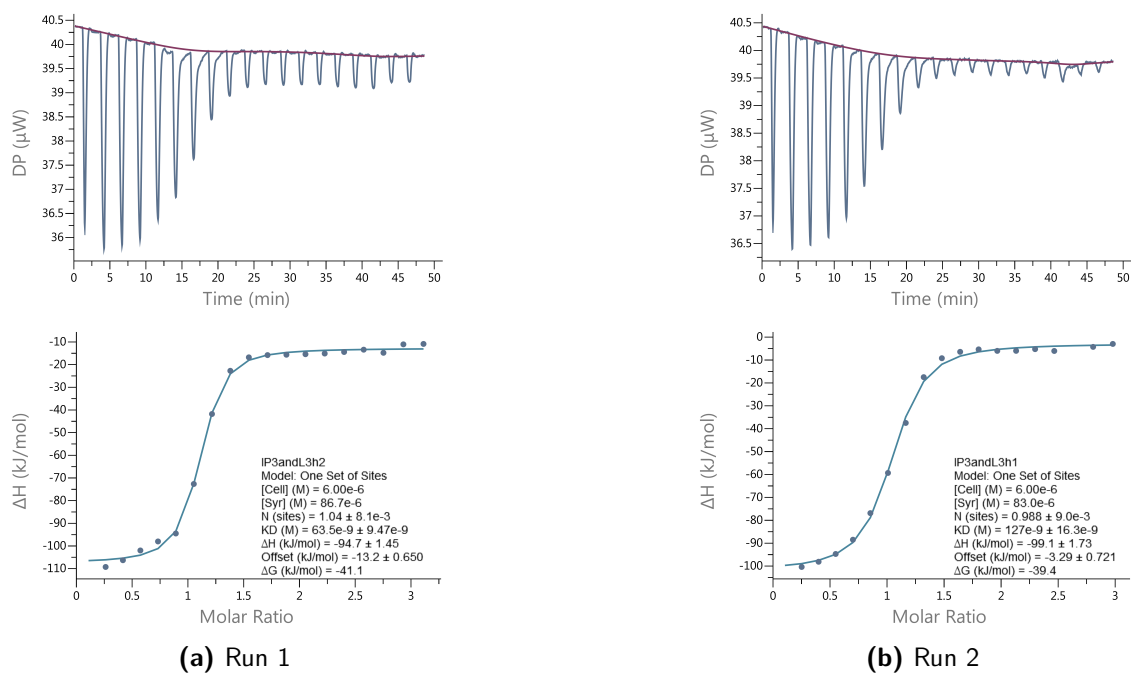 40.5
40
39.5
39
38.5
38
37.5
37
36.5
36
DP (µW)
0 5 10 15 20 25 30 35 40 45 50
Time (min)
-10
-20
-30
-40
-50
-60
-70
-80
-90
-100
-110
ΔH (kJ/mol)
IP3andL3h2
Model: One Set of Sites
[Cell] (M) = 6.00e-6
[Syr] (M) = 86.7e-6
N (sites) = 1.04 ± 8.1e-3
KD (M) = 63.5e-9 ± 9.47e-9
ΔH (kJ/mol) = -94.7 ± 1.45
Offset (kJ/mol) = -13.2 ± 0.650
ΔG (kJ/mol) = -41.1
0 0.5 1 1.5 2 2.5 3
Molar Ratio
(a) Run 1
40.5
40
39.5
39
38.5
38
37.5
37
36.5
DP (µW)
0 5 10 15 20 25 30 35 40 45 50
Time (min)
0
-10
-20
-30
-40
-50
-60
-70
-80
-90
-100
ΔH (kJ/mol)
IP3andL3h1
Model: One Set of Sites
[Cell] (M) = 6.00e-6
[Syr] (M) = 83.0e-6
N (sites) = 0.988 ± 9.0e-3
KD (M) = 127e-9 ± 16.3e-9
ΔH (kJ/mol) = -99.1 ± 1.73
Offset (kJ/mol) = -3.29 ± 0.721
ΔG (kJ/mol) = -39.4
0 0.5 1 1.5 2 2.5 3
Molar Ratio
(b) Run 2